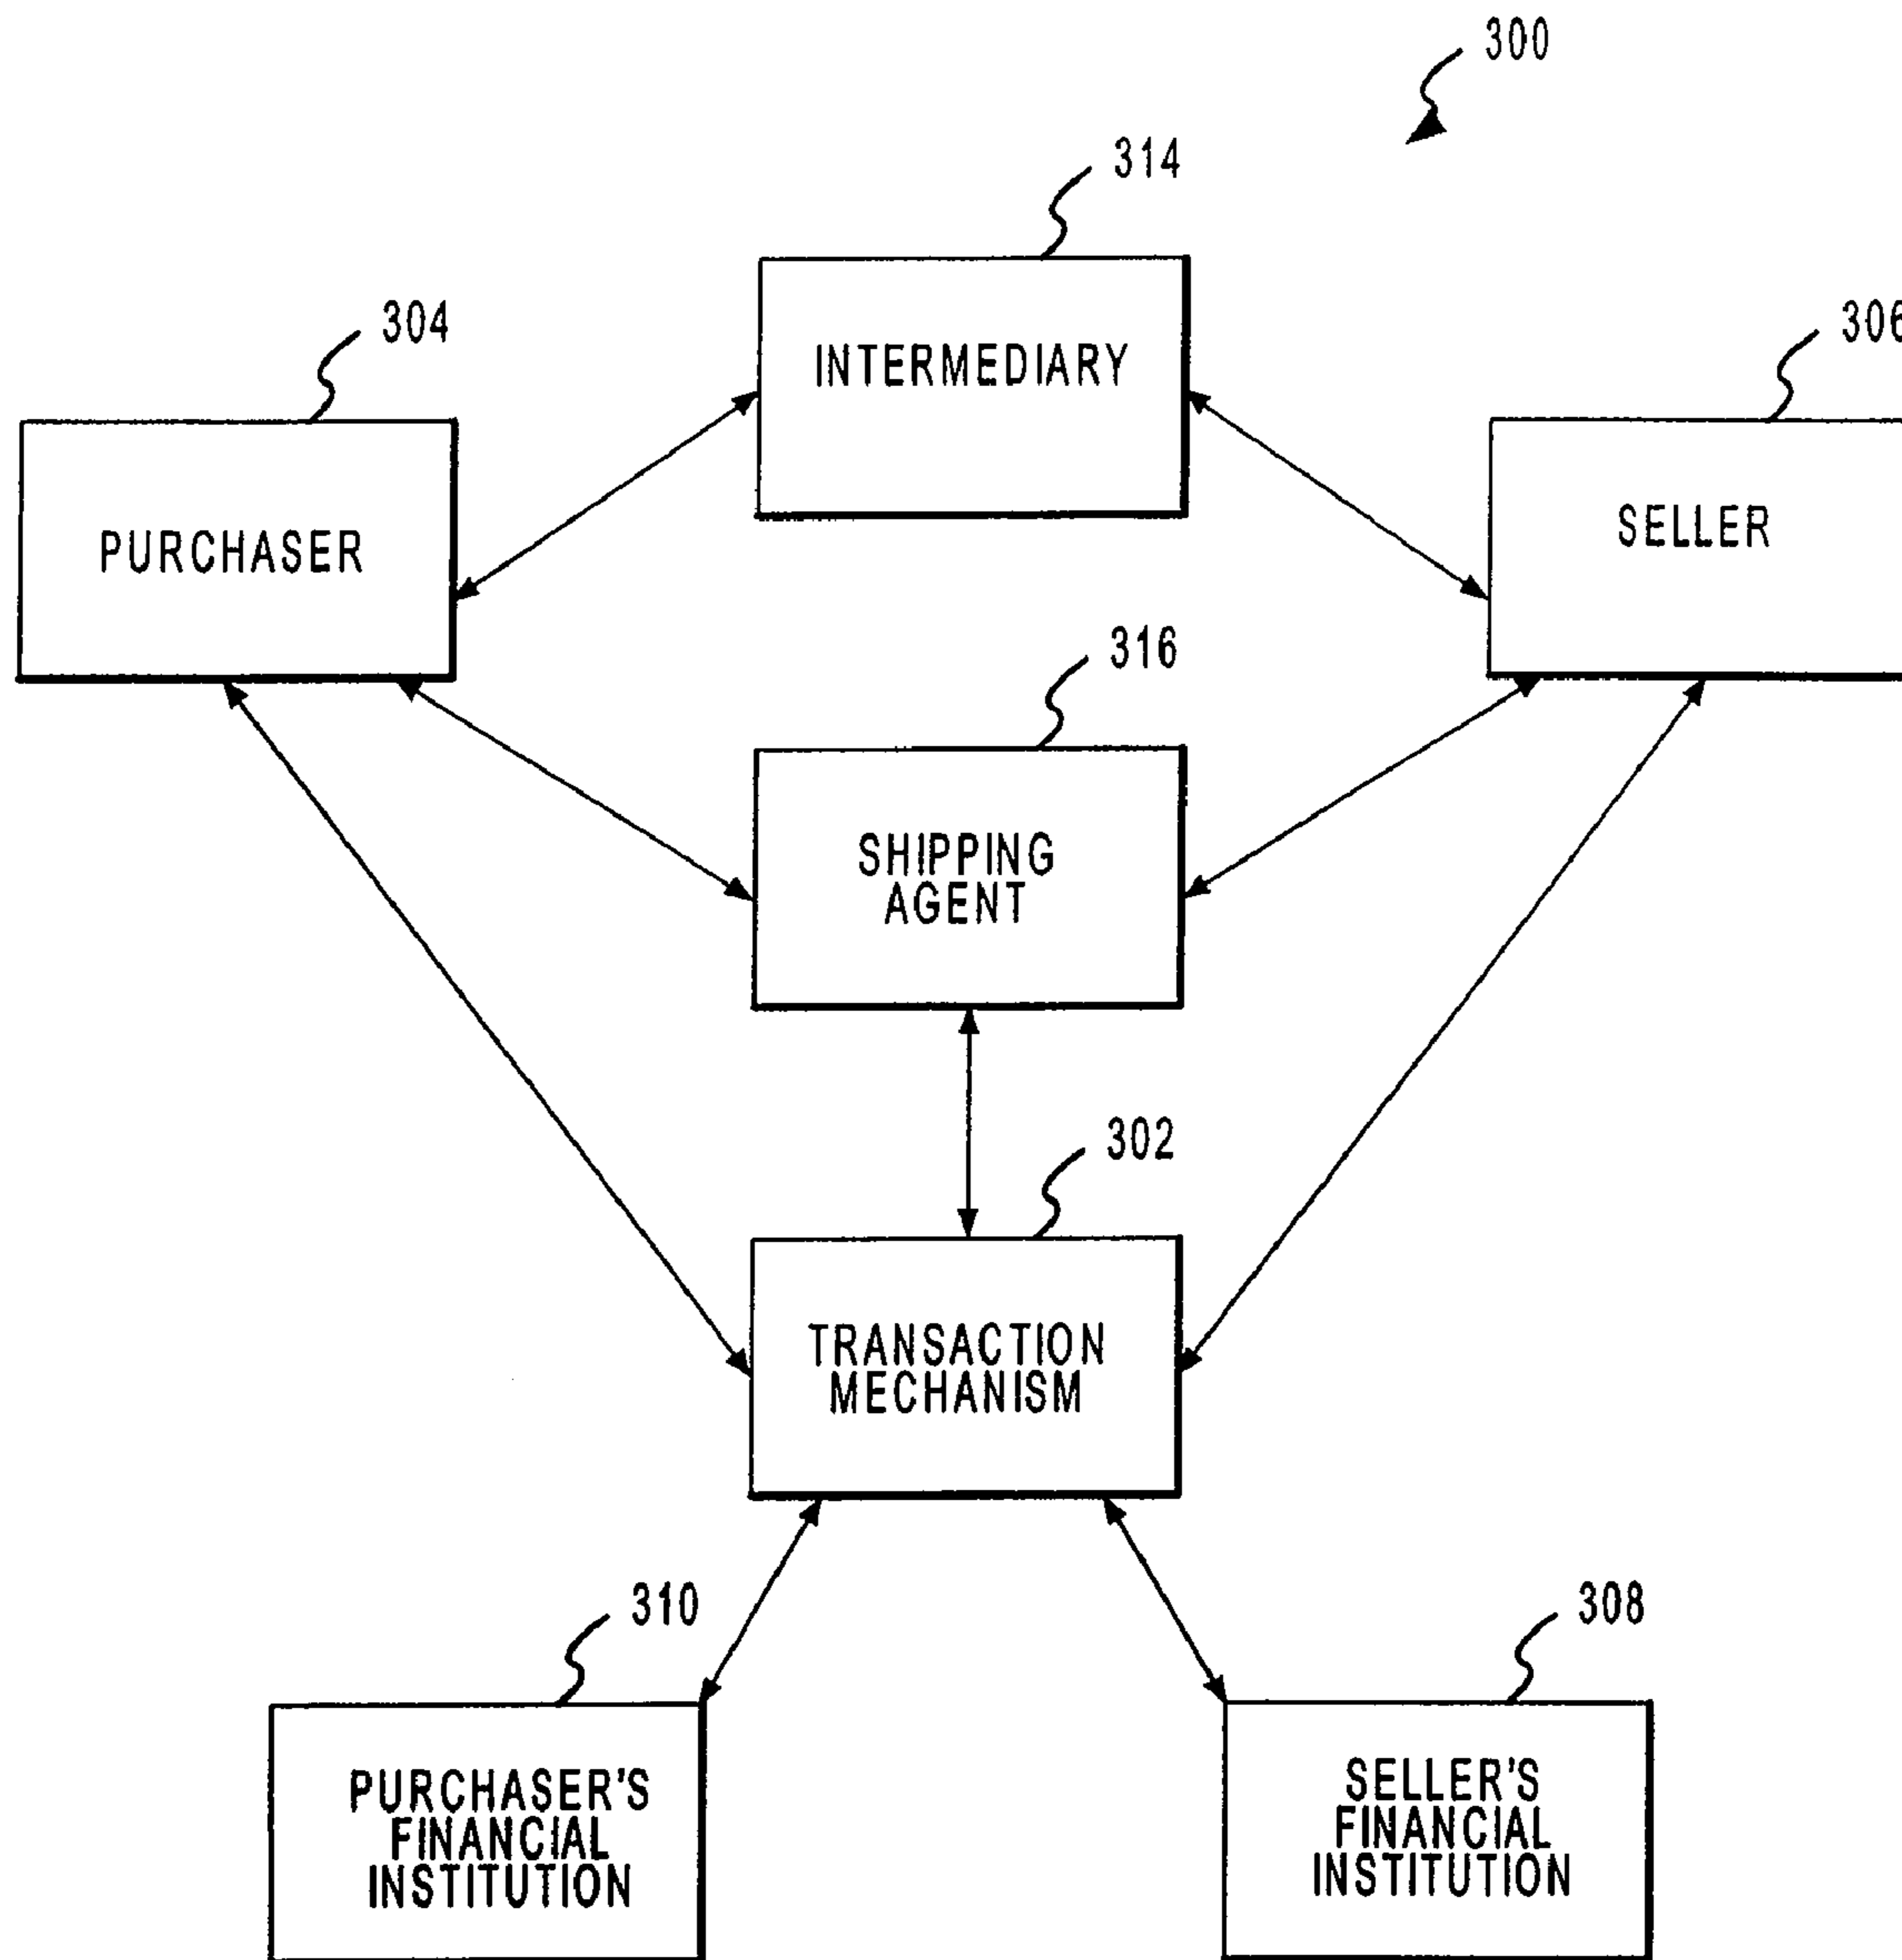 300
314
304
306
INTERMEDIARY
PURCHASER
SELLER
316
SHIPPING
AGENT
302
TRANSACTION
MECHANISM
310
308
PURCHASER'S
FINANCIAL
INSTITUTION
SELLER'S
FINANCIAL
INSTITUTION